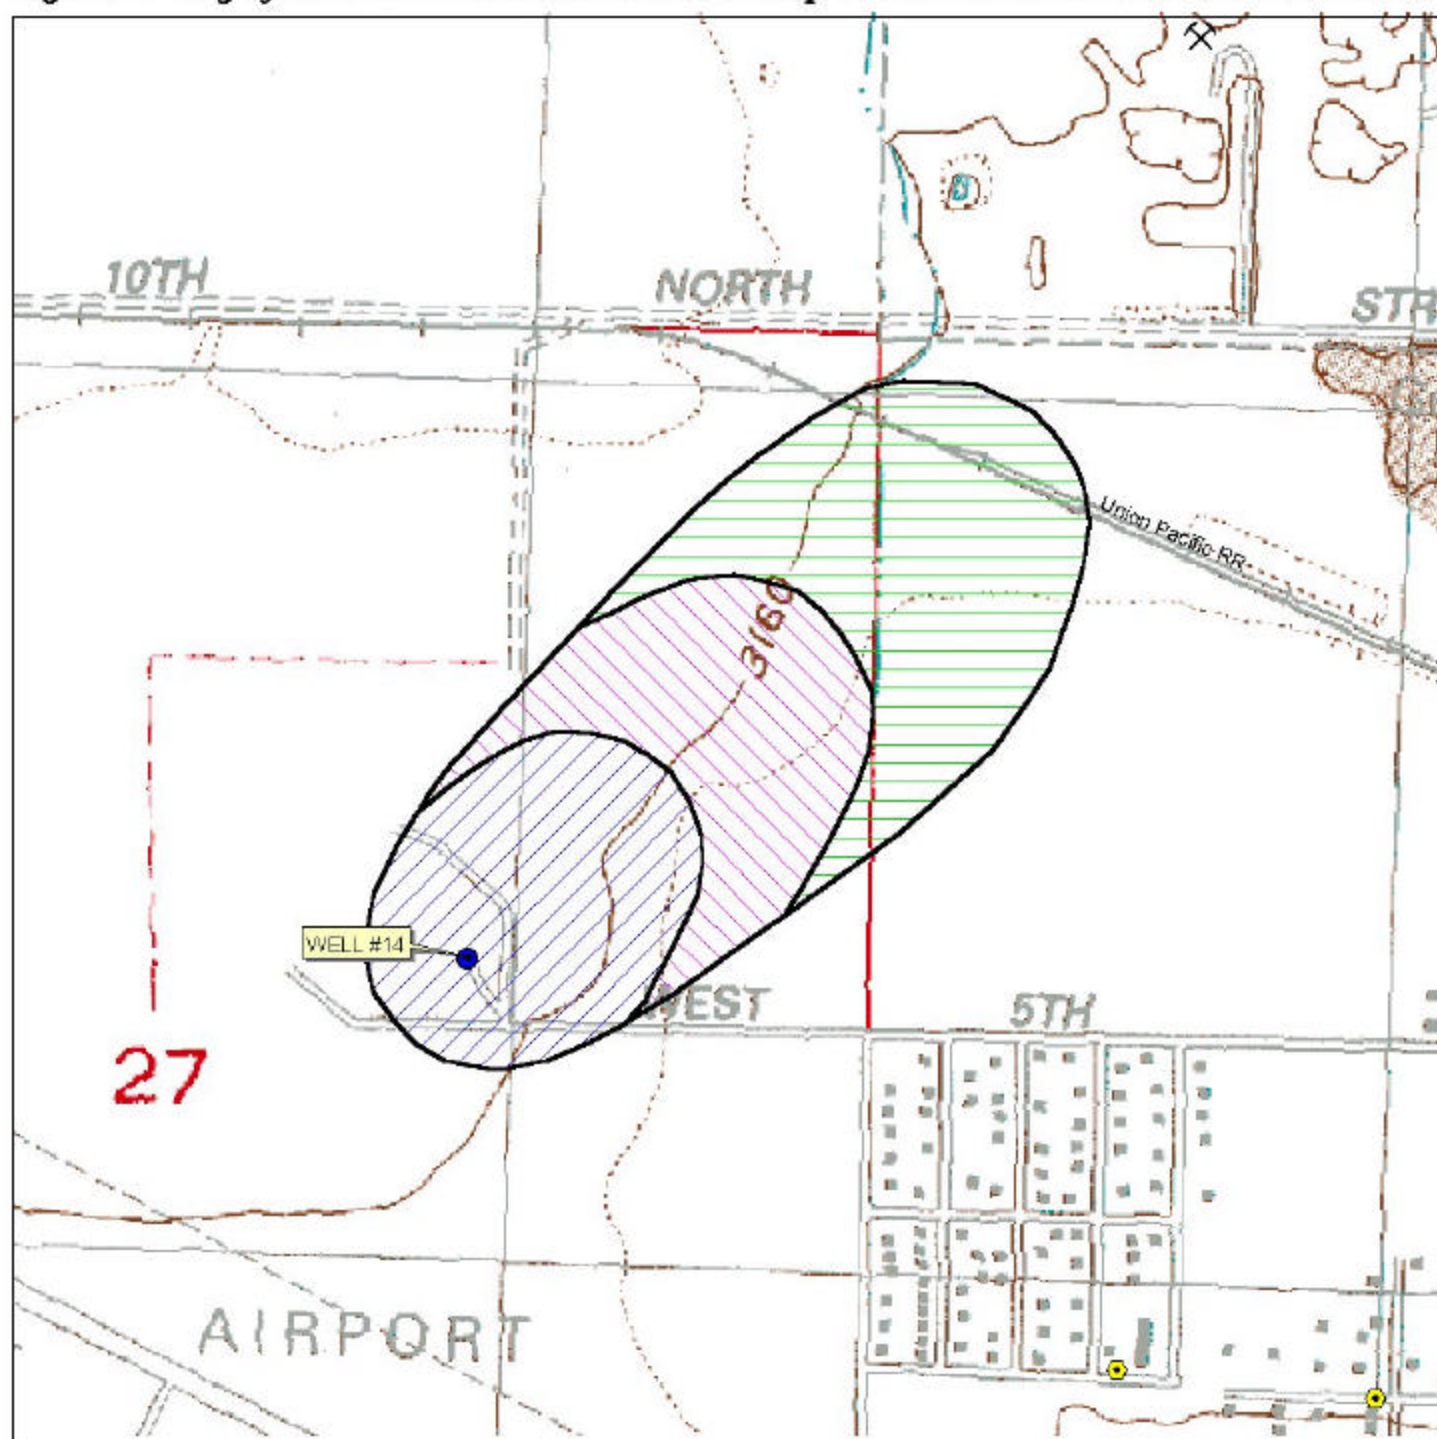 10TH
NORTH
STR
Union Pacific RR
3160
WELL #14
WEST
5TH
27
AIRPORT